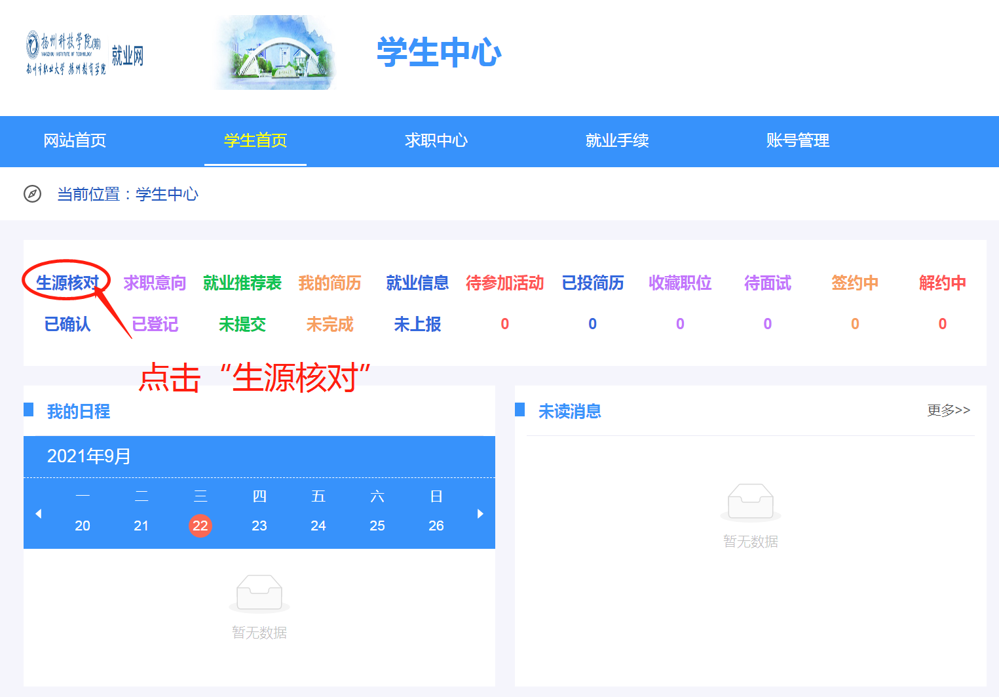 扬州科技学院(筹)
YANGZHOU INSTITUTE OF TECHNOLOGY
扬州市职业大学 扬州教育学院
就业网
学生中心
网站首页 学生首页 求职中心 就业手续 账号管理
当前位置：学生中心
生源核对 求职意向 就业推荐表 我的简历 就业信息 待参加活动 已投简历 收藏职位 待面试 签约中 解约中
已确认 已登记 未提交 未完成 未上报 0 0 0 0 0 0
点击“生源核对”
我的日程
2021年9月
一 二 三 四 五 六 日
20 21 22 23 24 25 26
暂无数据
未读消息 更多>>
暂无数据